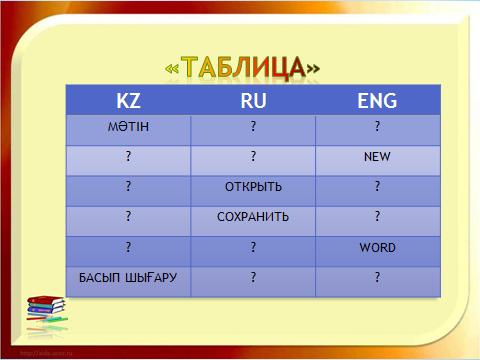 «ТАБЛИЦА»
KZ RU ENG
МӘТІН ? ?
? ? NEW
? ОТКРЫТЬ ?
? СОХРАНИТЬ ?
? ? WORD
БАСЫП ШЫҒАРУ ? ?